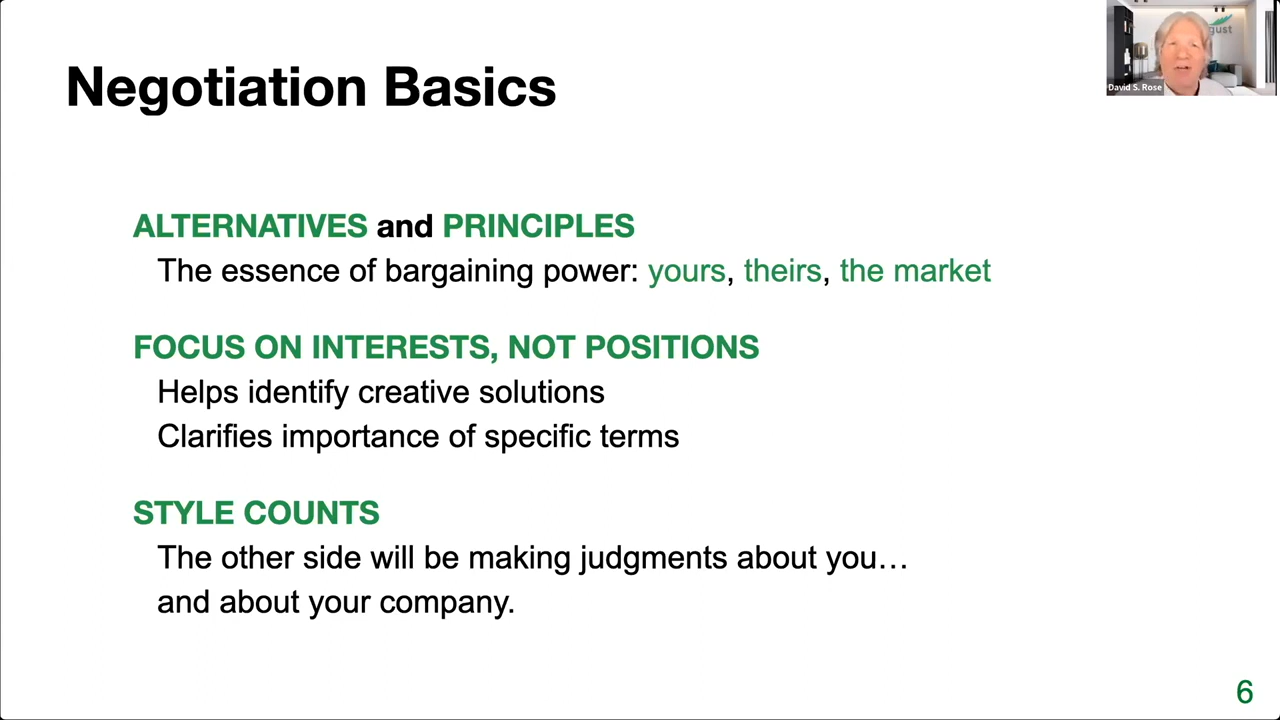 Negotiation Basics
gust
David S. Rose
ALTERNATIVES and PRINCIPLES
The essence of bargaining power: yours, theirs, the market
FOCUS ON INTERESTS, NOT POSITIONS
Helps identify creative solutions
Clarifies importance of specific terms
STYLE COUNTS
The other side will be making judgments about you…
and about your company.
6